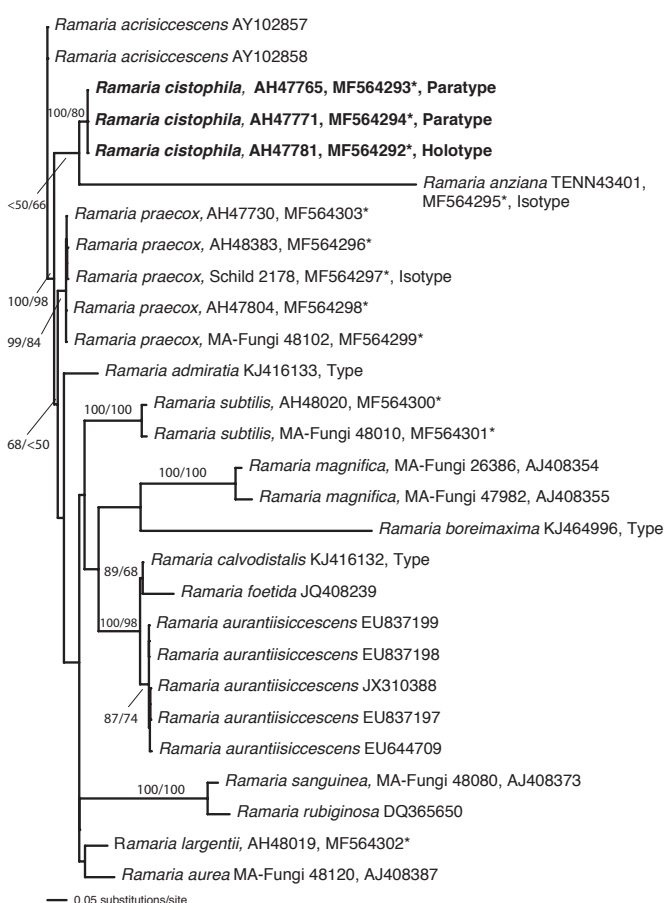 Ramaria acrisiccescens AY102857
Ramaria acrisiccescens AY102858
Ramaria cistophila, AH47765, MF564293*, Paratype
100/80
Ramaria cistophila, AH47771, MF564294*, Paratype
Ramaria cistophila, AH47781, MF564292*, Holotype
Ramaria anziana TENN43401,
MF564295*, Isotype
<50/66
Ramaria praecox, AH47730, MF564303*
Ramaria praecox, AH48383, MF564296*
Ramaria praecox, Schild 2178, MF564297*, Isotype
100/98
Ramaria praecox, AH47804, MF564298*
99/84
Ramaria praecox, MA-Fungi 48102, MF564299*
Ramaria admiratia KJ416133, Type
100/100
Ramaria subtilis, AH48020, MF564300*
Ramaria subtilis, MA-Fungi 48010, MF564301*
68/<50
Ramaria magnifica, MA-Fungi 26386, AJ408354
100/100
Ramaria magnifica, MA-Fungi 47982, AJ408355
Ramaria boreimaxima KJ464996, Type
Ramaria calvodistalis KJ416132, Type
89/68
Ramaria foetida JQ408239
100/98
Ramaria aurantiisiccescens EU837199
Ramaria aurantiisiccescens EU837198
Ramaria aurantiisiccescens JX310388
87/74
Ramaria aurantiisiccescens EU837197
Ramaria aurantiisiccescens EU644709
Ramaria sanguinea, MA-Fungi 48080, AJ408373
100/100
Ramaria rubiginosa DQ365650
Ramaria largentii, AH48019, MF564302*
Ramaria aurea MA-Fungi 48120, AJ408387
0.05 substitutions/site